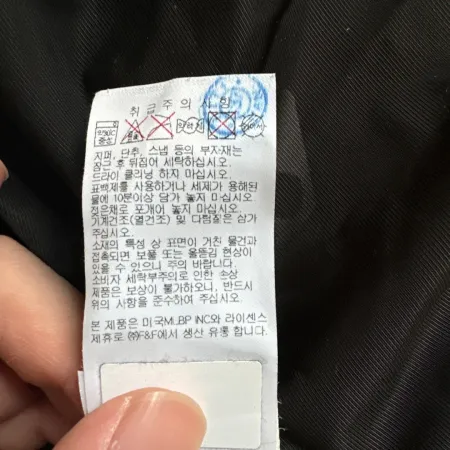 취급주의사항
지퍼, 단추, 스냅 등의 부자재는
잠근 후 뒤집어 세탁하십시오.
드라이 클리닝 하지 마십시오.
표백제를 사용하거나 세제가 용해된
물에 10분이상 담가 놓지 마십시오.
젖은채로 포개어 놓지 마십시오.
기계건조(열건조) 및 다림질은 삼가
주십시오.
소재의 특성 상 표면이 거친 물건과
접촉되면 보풀 또는 올뜯김 현상이
있을 수 있으니 주의 바랍니다.
소비자 세탁부주의로 인한 손상
제품은 보상이 불가하오니, 반드시
위의 사항을 준수하여 주십시오.
본 제품은 미국MLBP INC와 라이센스
제휴로 ㈜F&F에서 생산 유통 합니다.